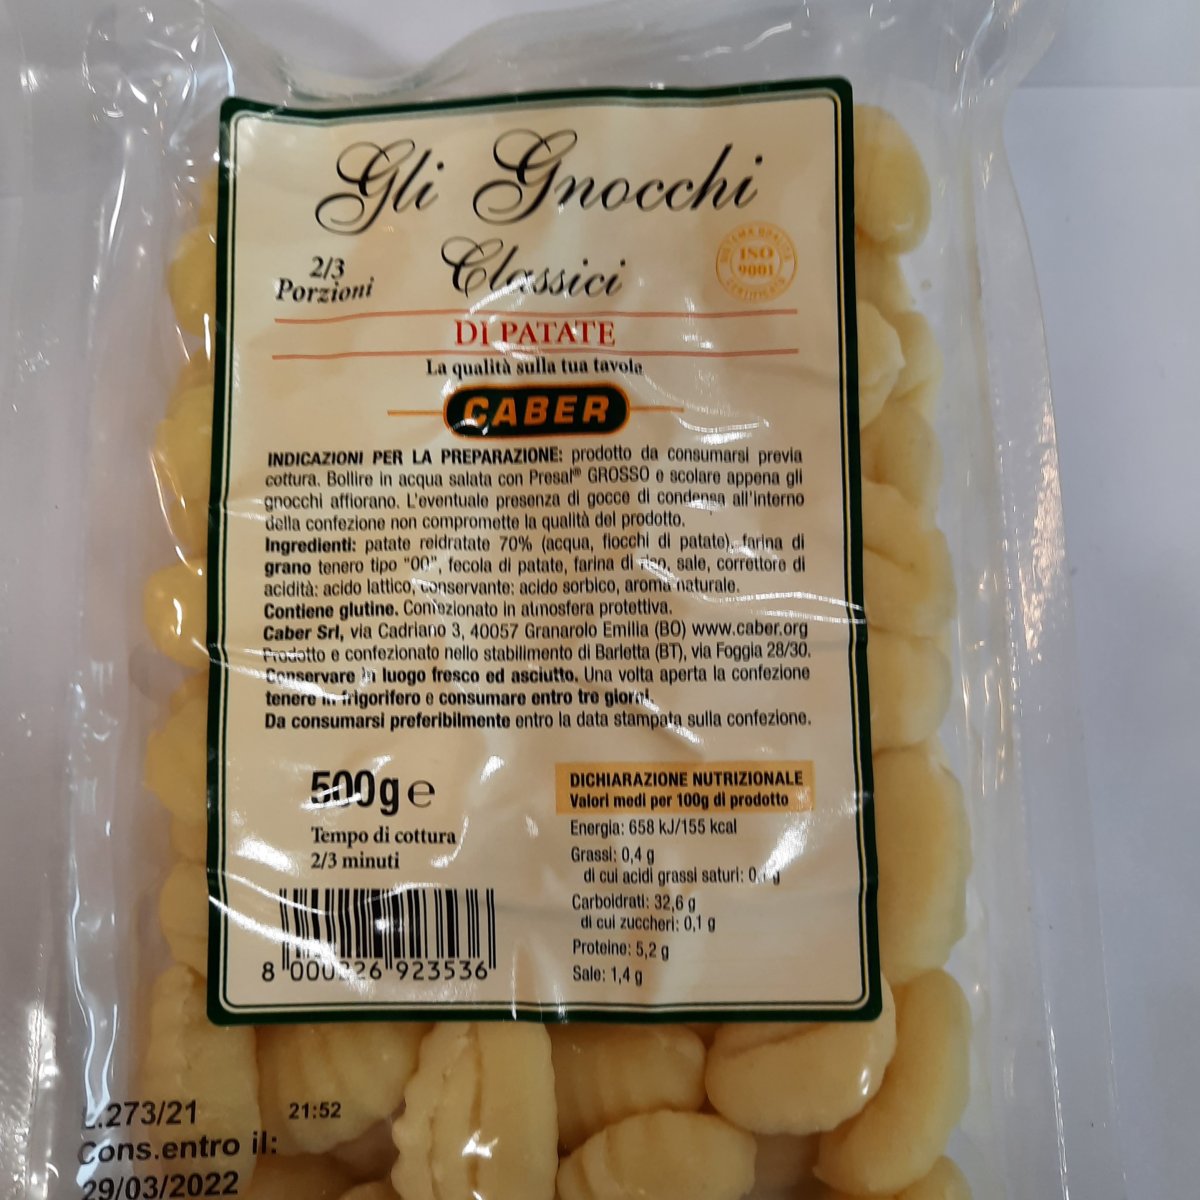 Gli Gnocchi
Classici
2/3
Porzioni
SISTEMA QUALITÀ
ISO
9001
CERTIFICATO
DI PATATE
La qualità sulla tua tavola
CABER
INDICAZIONI PER LA PREPARAZIONE: prodotto da consumarsi previa
cottura. Bollire in acqua salata con Presal® GROSSO e scolare appena gli
gnocchi affiorano. L'eventuale presenza di gocce di condensa all'interno
della confezione non compromette la qualità del prodotto.
Ingredienti: patate reidratate 70% (acqua, fiocchi di patate), farina di
grano tenero tipo "00", fecola di patate, farina di riso, sale, correttore di
acidità: acido lattico, conservante: acido sorbico, aroma naturale.
Contiene glutine. Confezionato in atmosfera protettiva.
Caber Srl, via Cadriano 3, 40057 Granarolo Emilia (BO) www.caber.org
Prodotto e confezionato nello stabilimento di Barletta (BT), via Foggia 28/30.
Conservare in luogo fresco ed asciutto. Una volta aperta la confezione
tenere in frigorifero e consumare entro tre giorni.
Da consumarsi preferibilmente entro la data stampata sulla confezione.
500g e
Tempo di cottura
2/3 minuti
8 000226 923536
DICHIARAZIONE NUTRIZIONALE
Valori medi per 100g di prodotto
Energia: 658 kJ/155 kcal
Grassi: 0,4 g
di cui acidi grassi saturi: g
Carboidrati: 32,6 g
di cui zuccheri: 0,1 g
Proteine: 5,2 g
Sale: 1,4 g
L.273/21 21:52
Cons.entro il:
29/03/2022